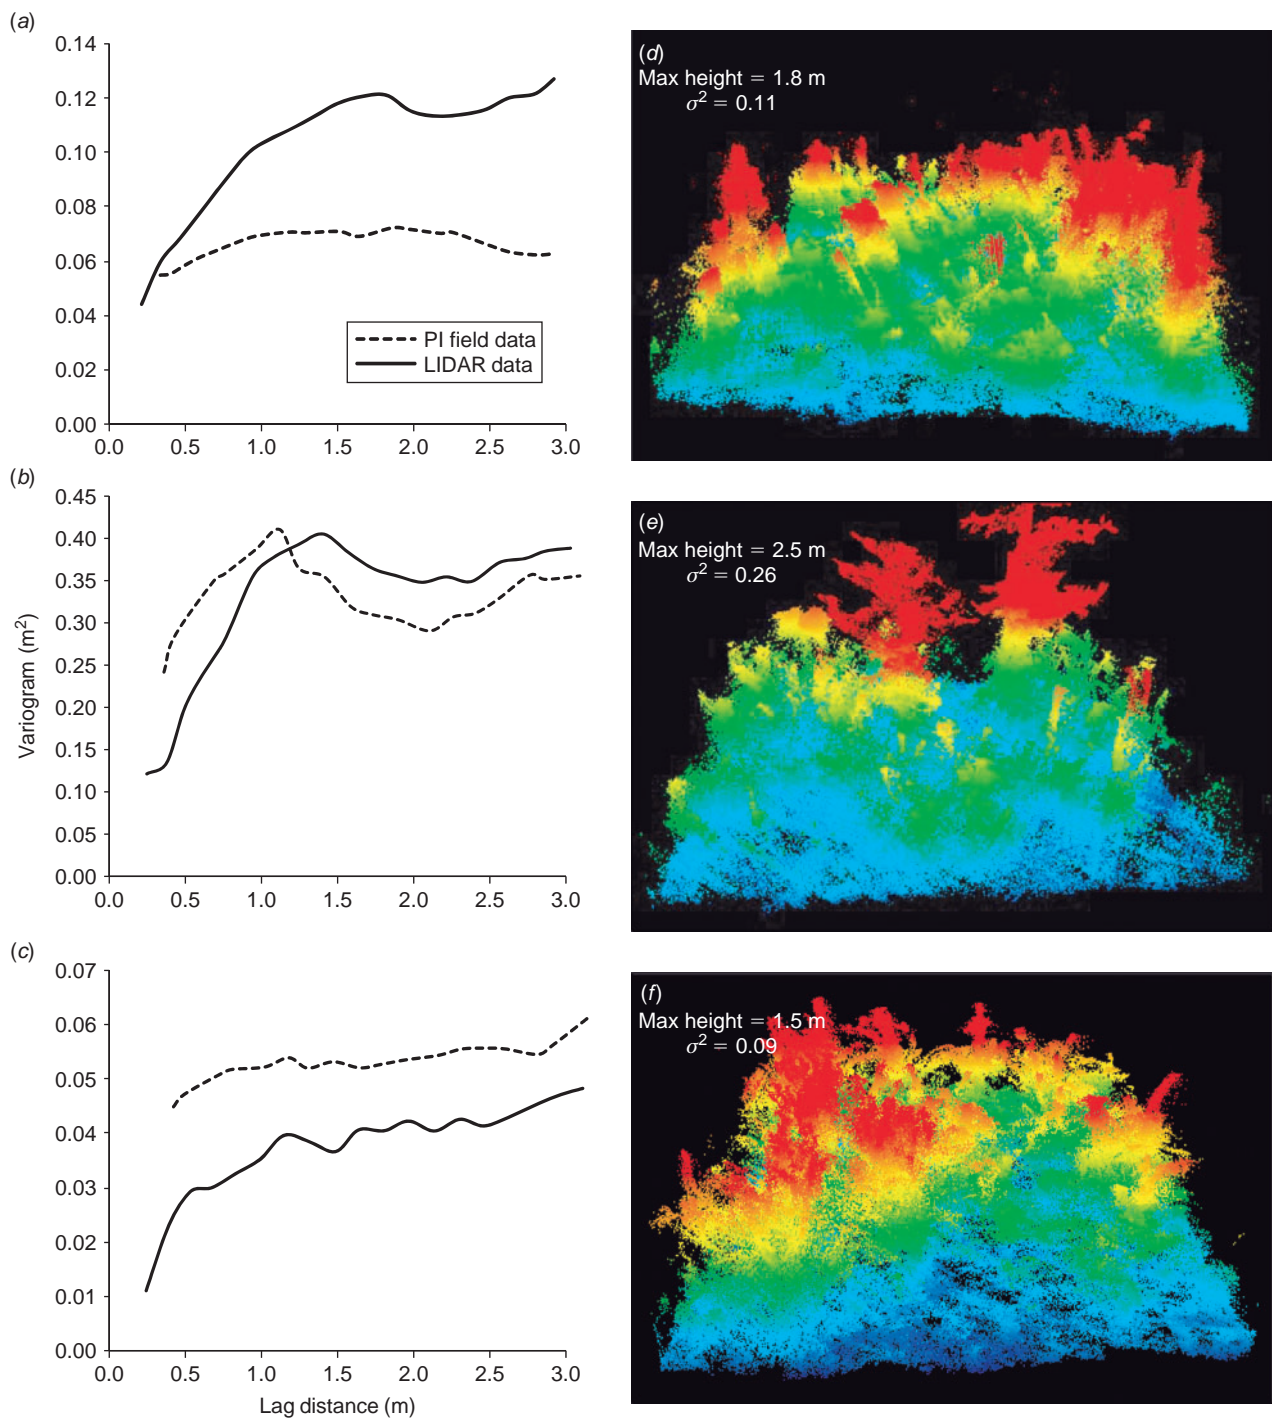 (a)
0.14
0.12
0.10
0.08
0.06
0.04
0.02
0.00
0.0 0.5 1.0 1.5 2.0 2.5 3.0
PI field data
LIDAR data
(b)
0.45
0.40
0.35
0.30
0.25
0.20
0.15
0.10
0.05
0.00
0.0 0.5 1.0 1.5 2.0 2.5 3.0
Variogram (m²)
(c)
0.07
0.06
0.05
0.04
0.03
0.02
0.01
0.00
0.0 0.5 1.0 1.5 2.0 2.5 3.0
Lag distance (m)
(d)
Max height = 1.8 m
σ² = 0.11
(e)
Max height = 2.5 m
σ² = 0.26
(f)
Max height = 1.5 m
σ² = 0.09